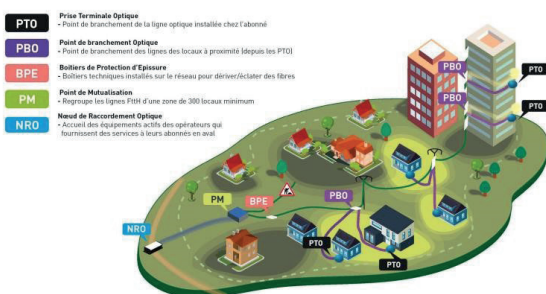 PTO
Prise Terminale Optique
- Point de branchement de la ligne optique installée chez l'abonné
PBO
Point de branchement Optique
- Point de branchement des lignes des locaux à proximité (depuis les PTO)
BPE
Boîtiers de Protection d'Epissure
- Boîtiers techniques installés sur le réseau pour dériver/éclater des fibres
PM
Point de Mutualisation
- Regroupe les lignes FttH d'une zone de 300 locaux minimum
NRO
Nœud de Raccordement Optique
- Accueil des équipements actifs des opérateurs qui
fournissent des services à leurs abonnés en aval
PBO
PTO
PBO
PTO
PM
BPE
PBO
NRO
PTO
PTO